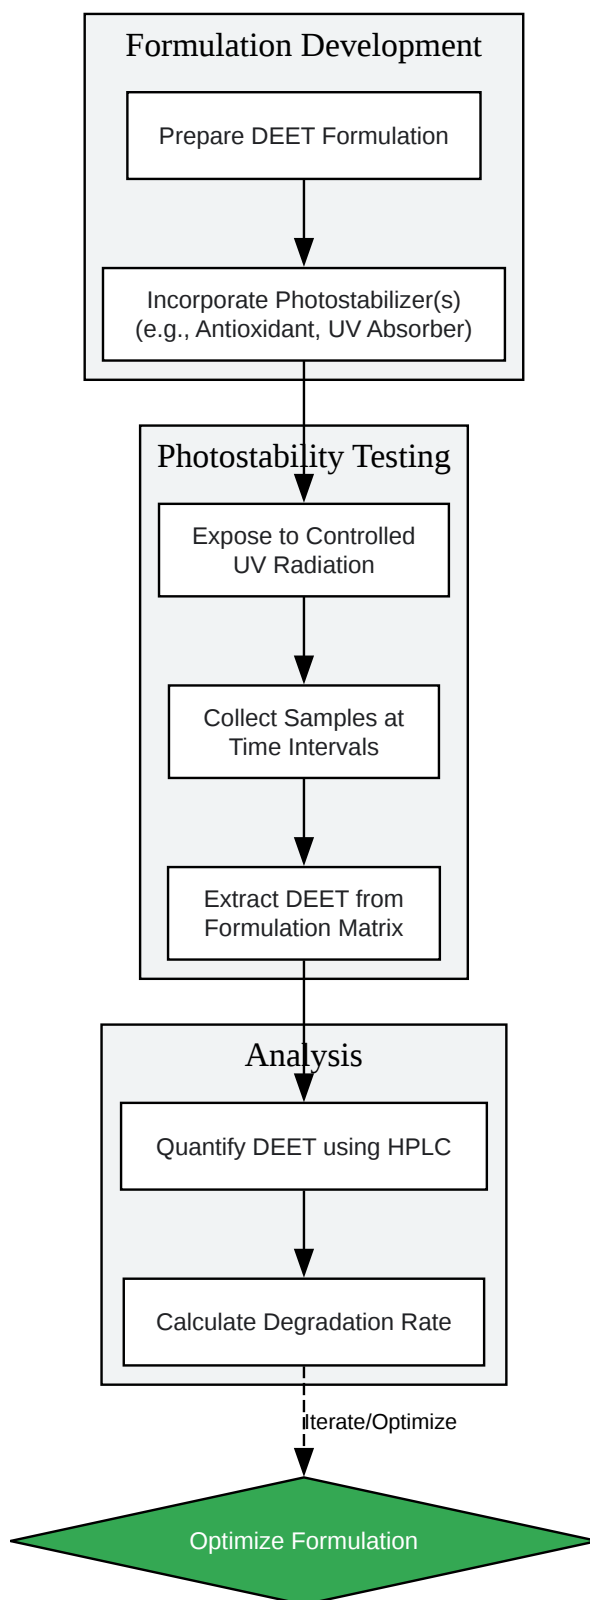 Formulation Development
Prepare DEET Formulation
Incorporate Photostabilizer(s)
(e.g., Antioxidant, UV Absorber)
Photostability Testing
Expose to Controlled
UV Radiation
Collect Samples at
Time Intervals
Extract DEET from
Formulation Matrix
Analysis
Quantify DEET using HPLC
Calculate Degradation Rate
Iterate/Optimize
Optimize Formulation